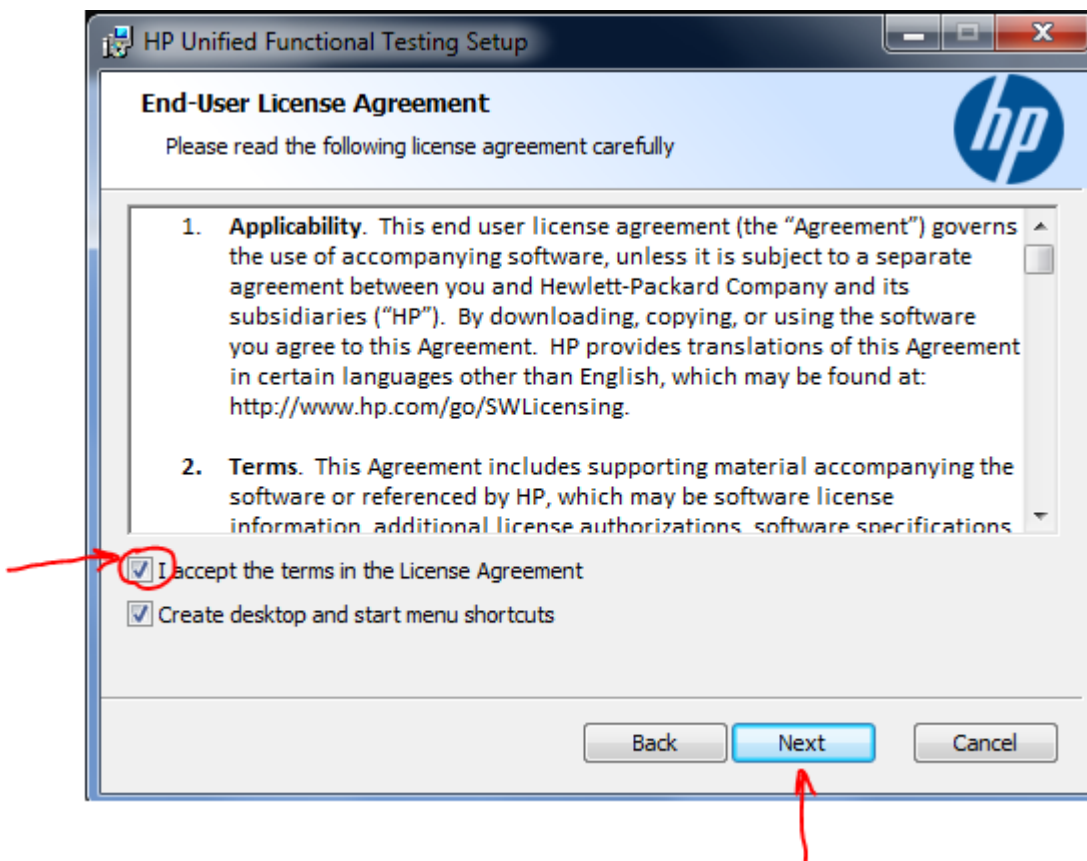 HP Unified Functional Testing Setup
End-User License Agreement
Please read the following license agreement carefully
hp
1. Applicability. This end user license agreement (the “Agreement”) governs
the use of accompanying software, unless it is subject to a separate
agreement between you and Hewlett-Packard Company and its
subsidiaries (“HP”). By downloading, copying, or using the software
you agree to this Agreement. HP provides translations of this Agreement
in certain languages other than English, which may be found at:
http://www.hp.com/go/SWLicensing.
2. Terms. This Agreement includes supporting material accompanying the
software or referenced by HP, which may be software license
information, additional license authorizations, software specifications
I accept the terms in the License Agreement
Create desktop and start menu shortcuts
Back Next Cancel